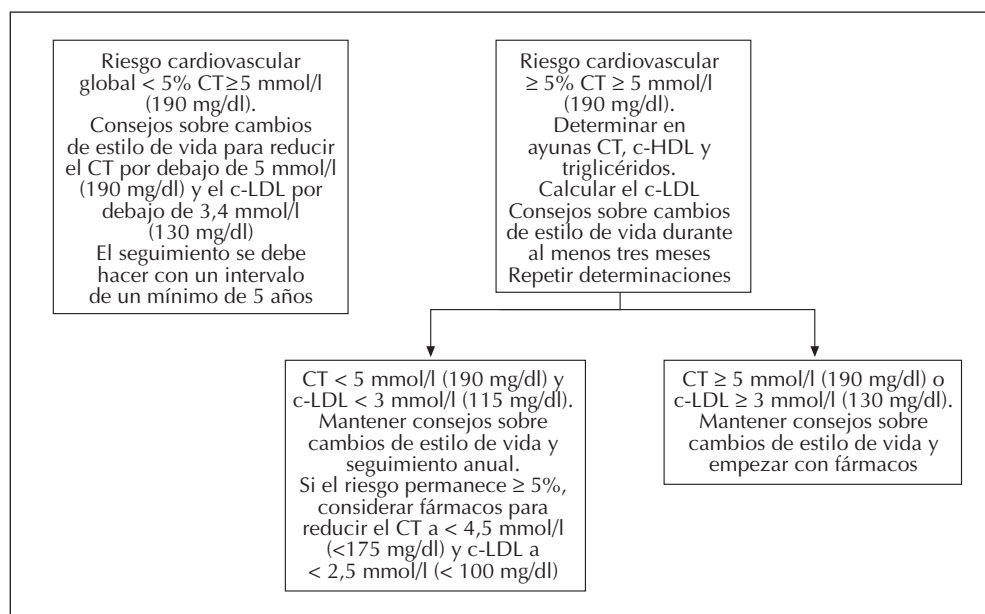 Riesgo cardiovascular
global < 5% CT≥5 mmol/l
(190 mg/dl).
Consejos sobre cambios
de estilo de vida para reducir
el CT por debajo de 5 mmol/l
(190 mg/dl) y el c-LDL por
debajo de 3,4 mmol/l
(130 mg/dl)
El seguimiento se debe
hacer con un intervalo
de un mínimo de 5 años
Riesgo cardiovascular
≥ 5% CT ≥ 5 mmol/l
(190 mg/dl).
Determinar en
ayunas CT, c-HDL y
triglicéridos.
Calcular el c-LDL
Consejos sobre cambios
de estilo de vida durante
al menos tres meses
Repetir determinaciones
CT < 5 mmol/l (190 mg/dl) y
c-LDL < 3 mmol/l (115 mg/dl).
Mantener consejos sobre
cambios de estilo de vida y
seguimiento anual.
Si el riesgo permanece ≥ 5%,
considerar fármacos para
reducir el CT a < 4,5 mmol/l
(<175 mg/dl) y c-LDL a
< 2,5 mmol/l (< 100 mg/dl)
CT ≥ 5 mmol/l (190 mg/dl) o
c-LDL ≥ 3 mmol/l (130 mg/dl).
Mantener consejos sobre
cambios de estilo de vida y
empezar con fármacos